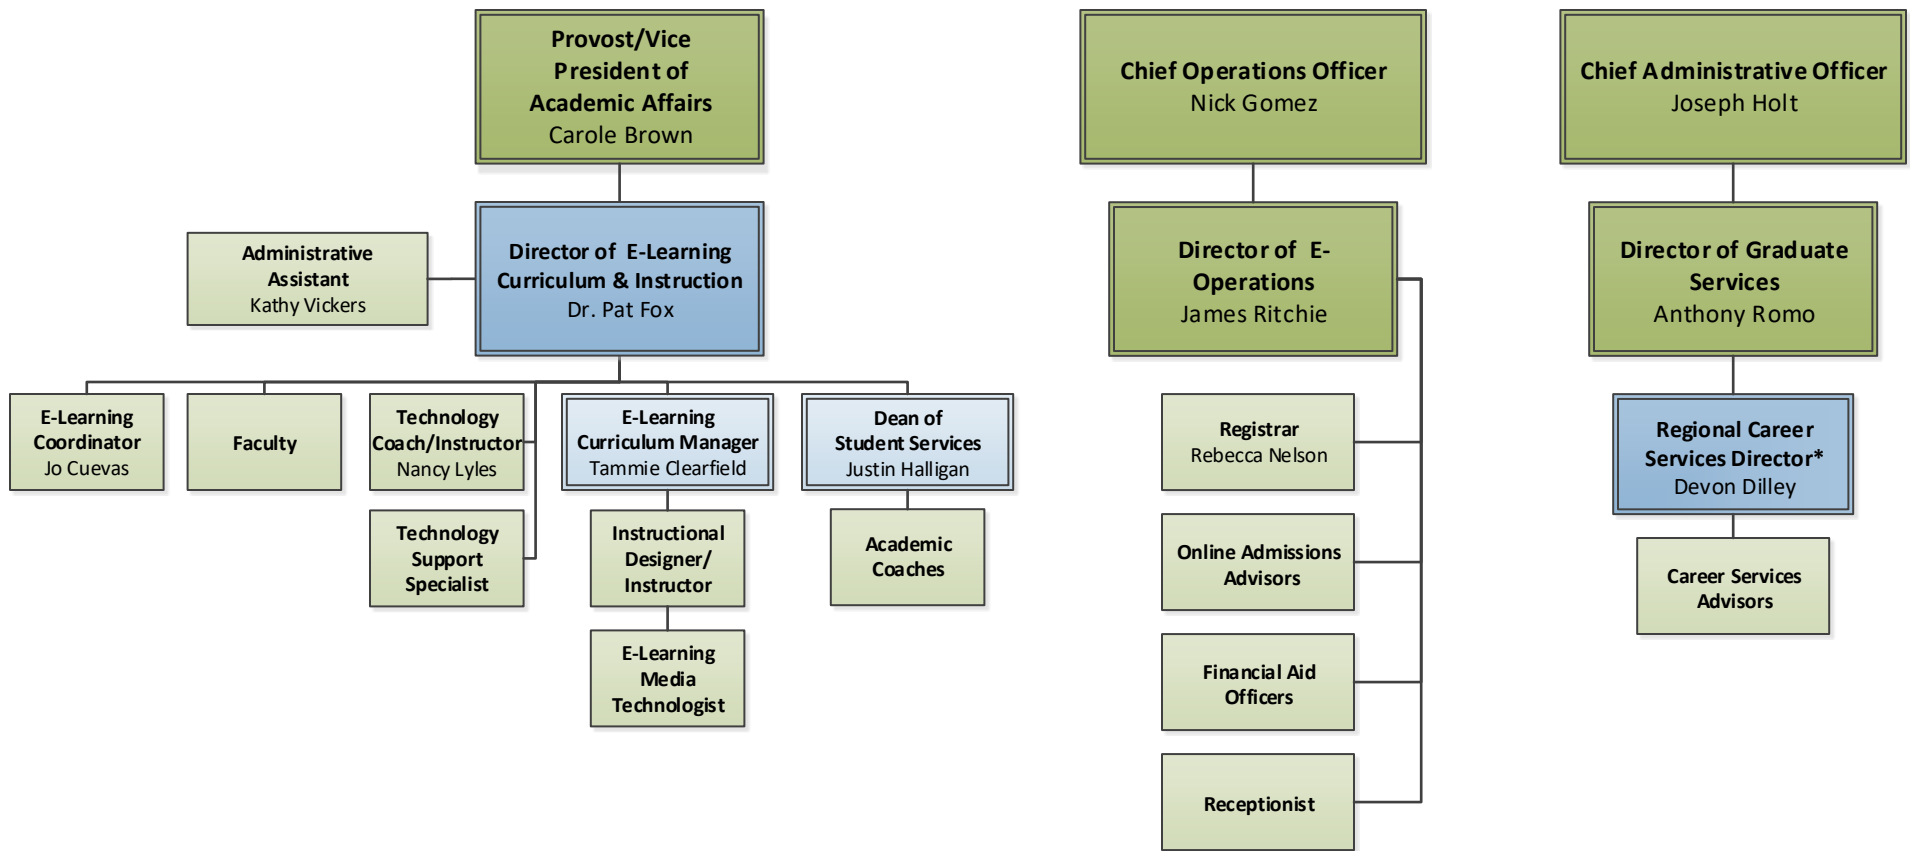 Provost/Vice
President of
Academic Affairs
Carole Brown
Chief Operations Officer
Nick Gomez
Chief Administrative Officer
Joseph Holt
Administrative
Assistant
Kathy Vickers
Director of E-Learning
Curriculum & Instruction
Dr. Pat Fox
Director of E-
Operations
James Ritchie
Director of Graduate
Services
Anthony Romo
E-Learning
Coordinator
Jo Cuevas
Faculty
Technology
Coach/Instructor
Nancy Lyles
E-Learning
Curriculum Manager
Tammie Clearfield
Dean of
Student Services
Justin Halligan
Registrar
Rebecca Nelson
Regional Career
Services Director*
Devon Dilley
Technology
Support
Specialist
Instructional
Designer/
Instructor
Academic
Coaches
Online Admissions
Advisors
Career Services
Advisors
E-Learning
Media
Technologist
Financial Aid
Officers
Receptionist